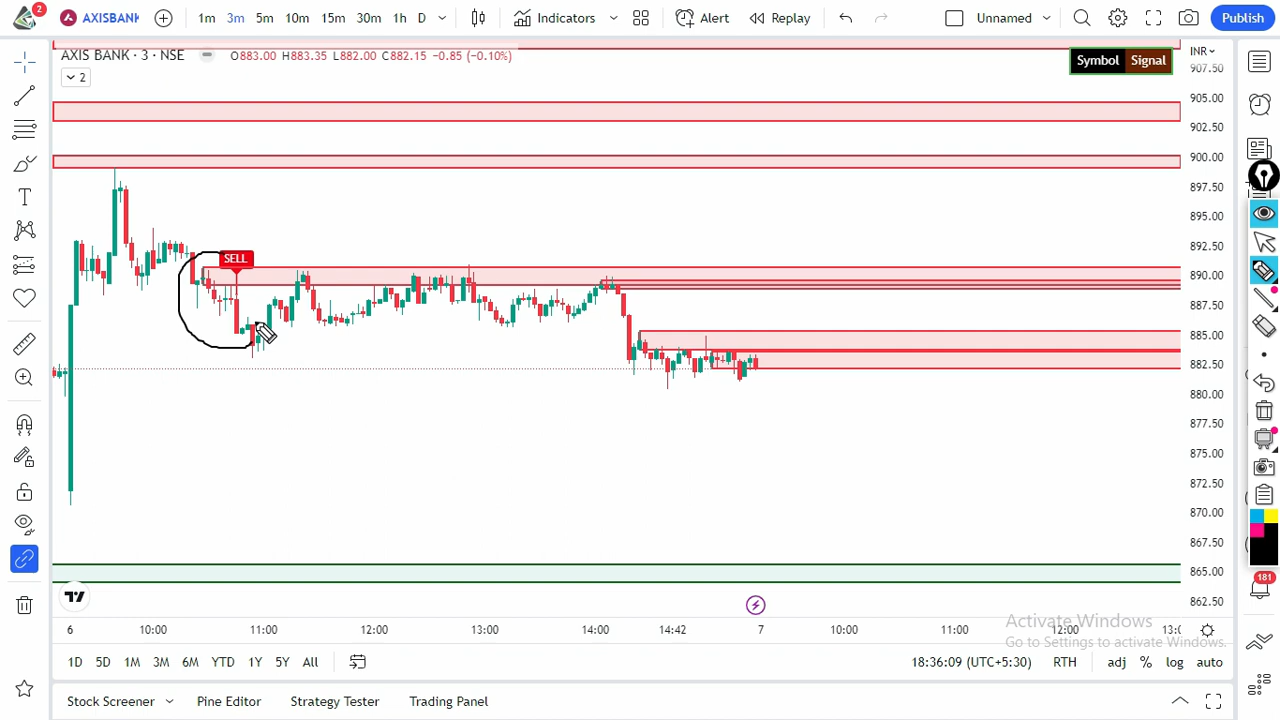 2
AXISBANK
1m 3m 5m 10m 15m 30m 1h D
Indicators
Alert
Replay
Unnamed
Publish
AXIS BANK · 3 · NSE
O883.00 H883.35 L882.00 C882.15 −0.85 (−0.10%)
2
Symbol Signal
INR
907.50
905.00
902.50
900.00
897.50
895.00
892.50
890.00
887.50
885.00
882.50
880.00
877.50
875.00
872.50
870.00
867.50
865.00
862.50
SELL
T
181
6 10:00 11:00 12:00 13:00 14:00 14:42 7 10:00 11:00 12:00
Activate Windows
Go to Settings to activate Windows.
1D 5D 1M 3M 6M YTD 1Y 5Y All
18:36:09 (UTC+5:30) RTH adj % log auto
Stock Screener Pine Editor Strategy Tester Trading Panel